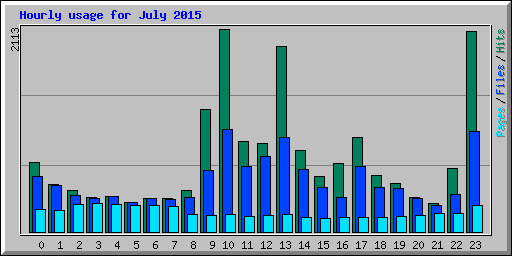 Hourly usage for July 2015
2113
Pages/Files/Hits
0 1 2 3 4 5 6 7 8 9 10 11 12 13 14 15 16 17 18 19 20 21 22 23